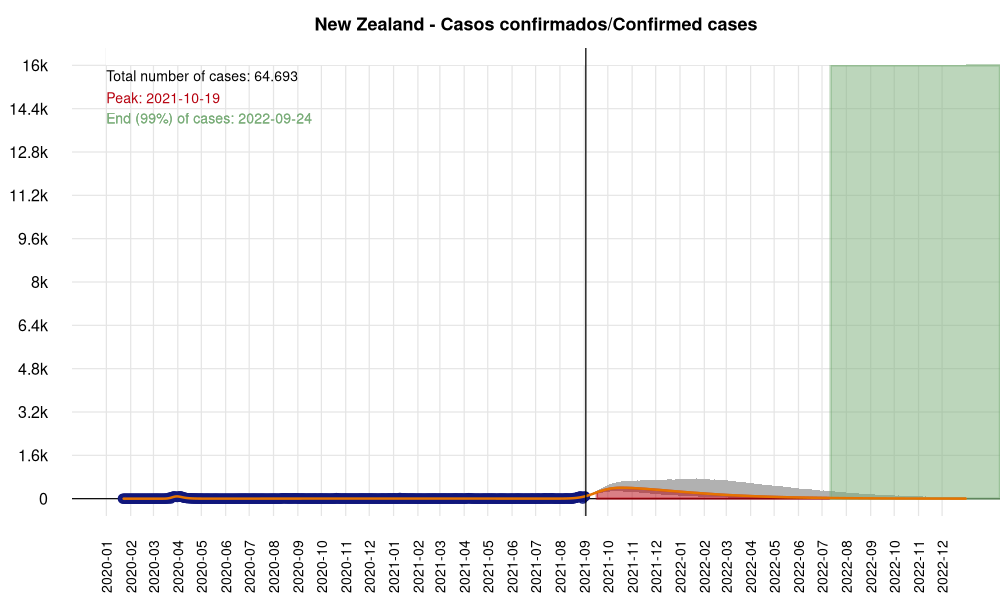 New Zealand - Casos confirmados/Confirmed cases
Total number of cases: 64.693
Peak: 2021-10-19
End (99%) of cases: 2022-09-24
16k
14.4k
12.8k
11.2k
9.6k
8k
6.4k
4.8k
3.2k
1.6k
0
2020-01
2020-02
2020-03
2020-04
2020-05
2020-06
2020-07
2020-08
2020-09
2020-10
2020-11
2020-12
2021-01
2021-02
2021-03
2021-04
2021-05
2021-06
2021-07
2021-08
2021-09
2021-10
2021-11
2021-12
2022-01
2022-02
2022-03
2022-04
2022-05
2022-06
2022-07
2022-08
2022-09
2022-10
2022-11
2022-12